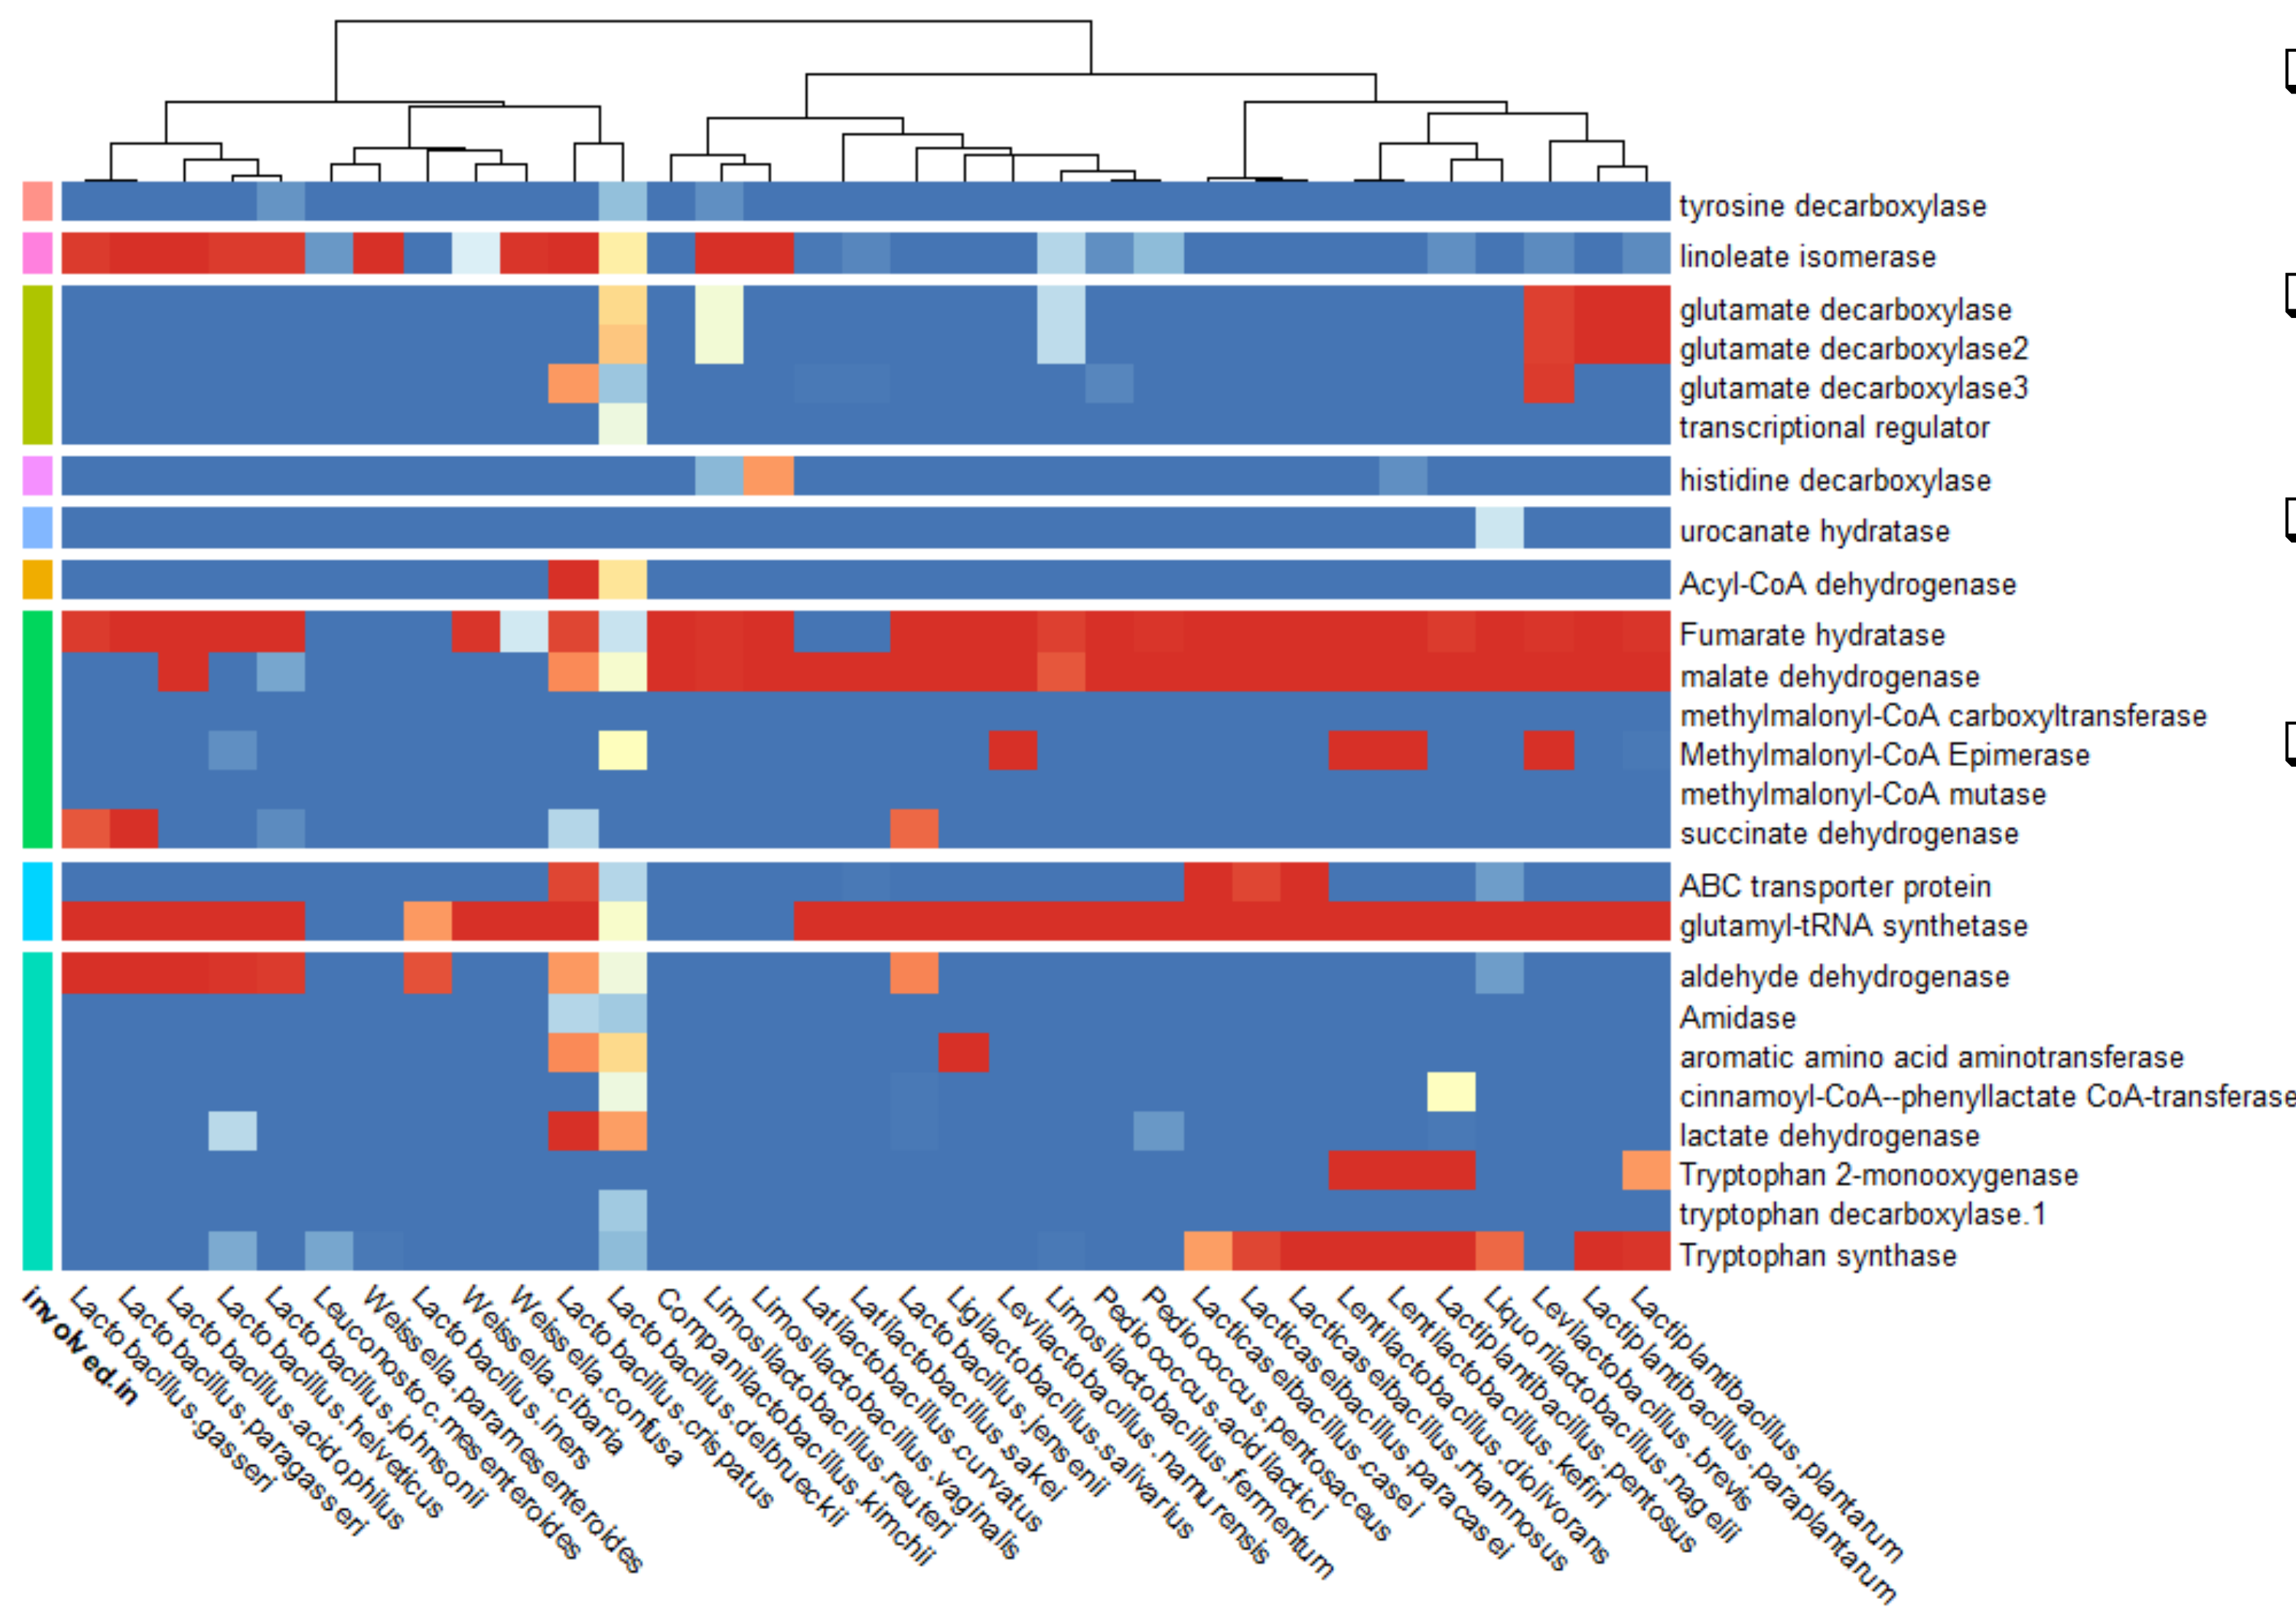 tyrosine decarboxylase
linoleate isomerase
glutamate decarboxylase
glutamate decarboxylase2
glutamate decarboxylase3
transcriptional regulator
histidine decarboxylase
urocanate hydratase
Acyl-CoA dehydrogenase
Fumarate hydratase
malate dehydrogenase
methylmalonyl-CoA carboxyltransferase
Methylmalonyl-CoA Epimerase
methylmalonyl-CoA mutase
succinate dehydrogenase
ABC transporter protein
glutamyl-tRNA synthetase
aldehyde dehydrogenase
Amidase
aromatic amino acid aminotransferase
cinnamoyl-CoA--phenyllactate CoA-transferase
lactate dehydrogenase
Tryptophan 2-monooxygenase
tryptophan decarboxylase.1
Tryptophan synthase
involved.in
Lactobacillus.gasseri
Lactobacillus.paragasseri
Lactobacillus.acidophilus
Lactobacillus.helveticus
Lactobacillus.johnsonii
Leuconostoc.mesenteroides
Weissella.paramesenteroides
Lactobacillus.iners
Weissella.cibaria
Weissella.confusa
Lactobacillus.crispatus
Lactobacillus.delbrueckii
Companilactobacillus.kimchii
Limosilactobacillus.reuteri
Limosilactobacillus.vaginalis
Latilactobacillus.curvatus
Latilactobacillus.sakei
Lactobacillus.jensenii
Ligilactobacillus.salivarius
Levilactobacillus.namurensis
Limosilactobacillus.fermentum
Pediococcus.acidilactici
Pediococcus.pentosaceus
Lacticaseibacillus.casei
Lacticaseibacillus.paracasei
Lacticaseibacillus.rhamnosus
Lentilactobacillus.diolivorans
Lentilactobacillus.kefiri
Lactiplantibacillus.pentosus
Liquorilactobacillus.nagelii
Levilactobacillus.brevis
Lactiplantibacillus.paraplantarum
Lactiplantibacillus.plantarum